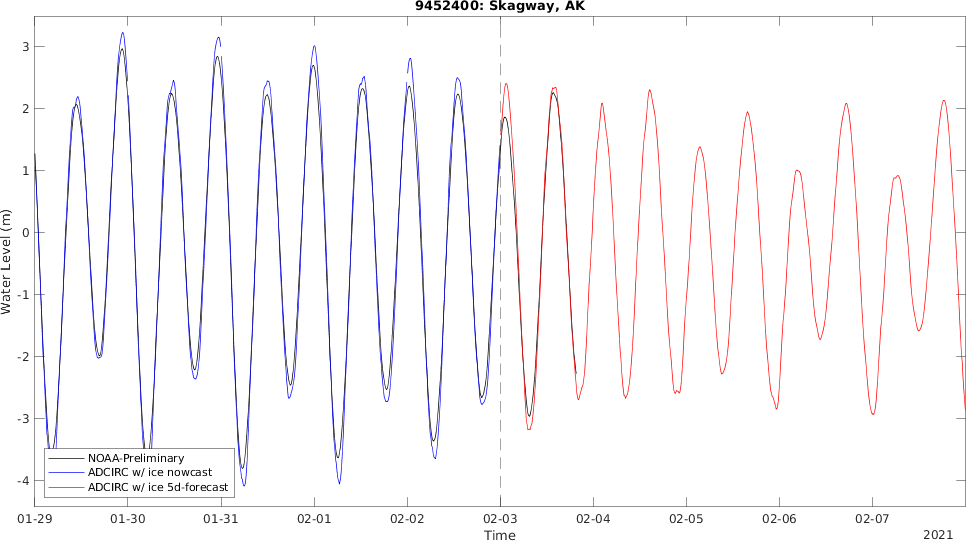 9452400: Skagway, AK
Water Level (m)
3
2
1
0
-1
-2
-3
-4
NOAA-Preliminary
ADCIRC w/ ice nowcast
ADCIRC w/ ice 5d-forecast
01-29 01-30 01-31 02-01 02-02 02-03 02-04 02-05 02-06 02-07
Time
2021